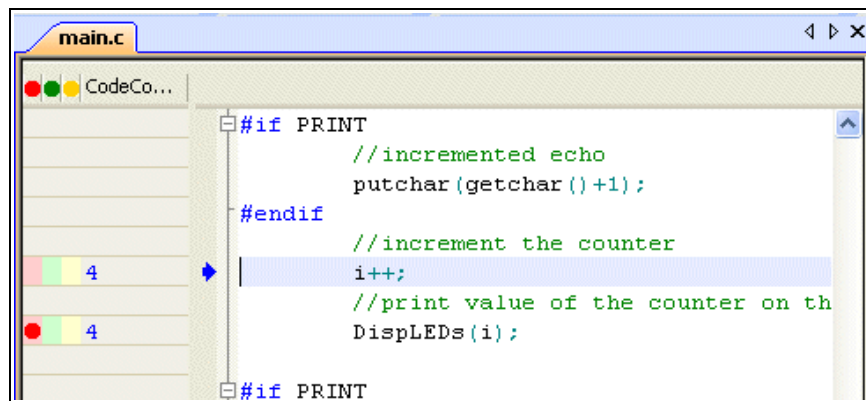 main.c
CodeCo...
#if PRINT
//incremented echo
putchar(getchar()+1);
#endif
//increment the counter
4 i++;
//print value of the counter on th
4 DispLEDs(i);
#if PRINT